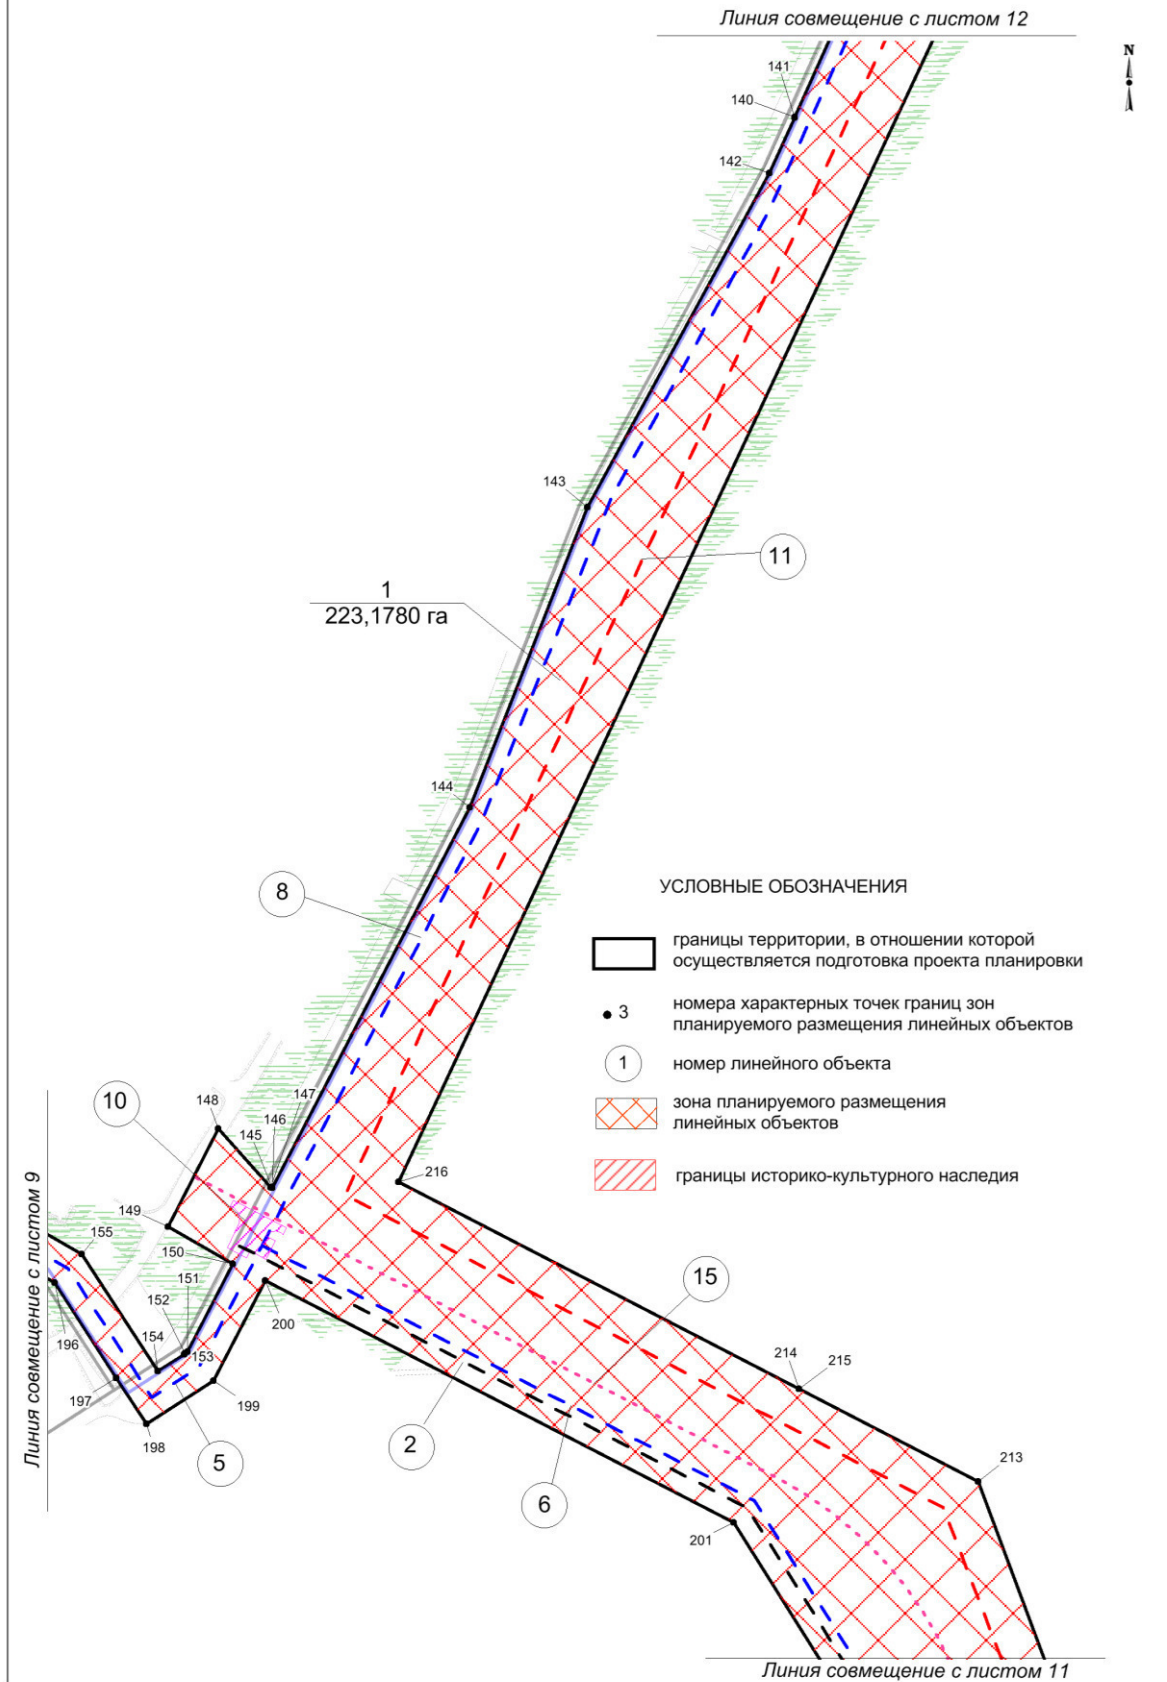 Линия совмещение с листом 12
N
141
140
142
143
11
1
223,1780 га
144
8
УСЛОВНЫЕ ОБОЗНАЧЕНИЯ
границы территории, в отношении которой
осуществляется подготовка проекта планировки
3
номера характерных точек границ зон
планируемого размещения линейных объектов
1
номер линейного объекта
зона планируемого размещения
линейных объектов
границы историко-культурного наследия
10
148
147
146
145
216
149
155
150
151
152
154
153
196
197
198
199
200
5
2
6
15
214
215
213
201
Линия совмещение с листом 9
Линия совмещение с листом 11